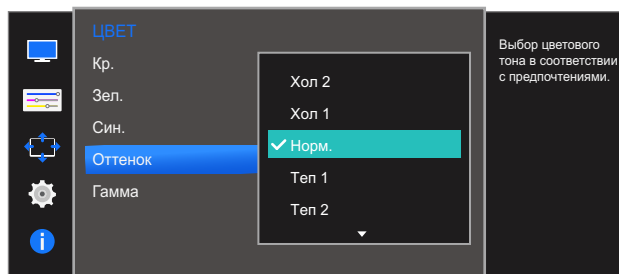 ЦВЕТ
Кр.
Зел.
Син.
Оттенок
Гамма
Хол 2
Хол 1
Норм.
Теп 1
Теп 2
Выбор цветового
тона в соответствии
с предпочтениями.